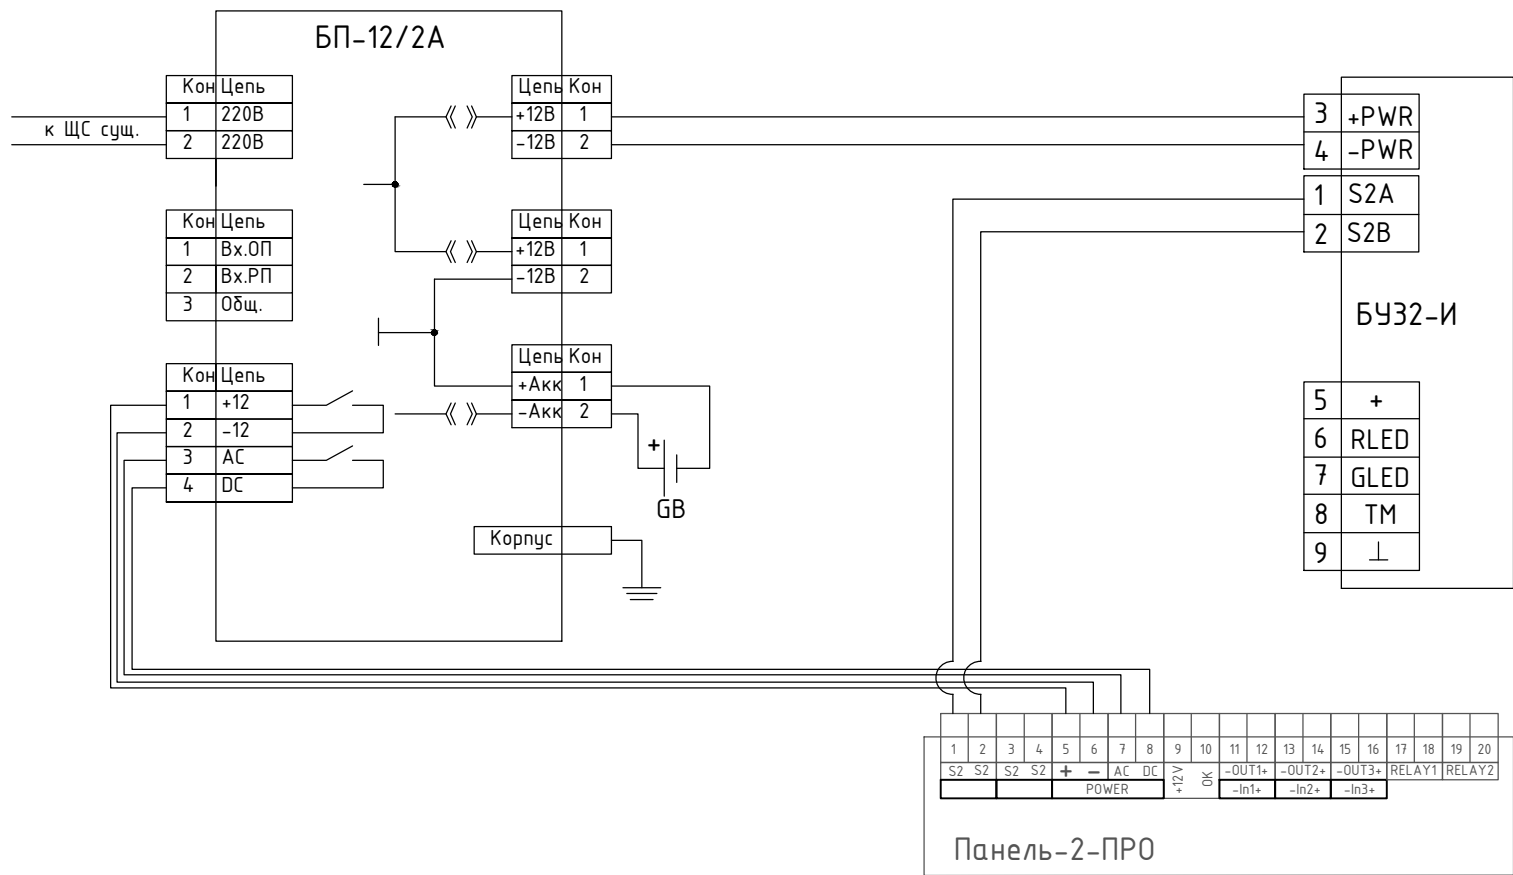 БП-12/2А
Кон Цепь
1 220В
2 220В
к ЩС сущ.
Цепь Кон
+12В 1
-12В 2
Кон Цепь
1 Вх.ОП
2 Вх.РП
3 Общ.
Цепь Кон
+12В 1
-12В 2
Цепь Кон
+Акк 1
-Акк 2
Кон Цепь
1 +12
2 -12
3 AC
4 DC
+
GB
Корпус
3 +PWR
4 -PWR
1 S2A
2 S2B
БУ32-И
5 +
6 RLED
7 GLED
8 TM
9 ⊥
1 2 3 4 5 6 7 8 9 10 11 12 13 14 15 16 17 18 19 20
S2 S2 S2 S2 + − AC DC +12V OK -OUT1+ -OUT2+ -OUT3+ RELAY1 RELAY2
POWER -In1+ -In2+ -In3+
Панель-2-ПРО